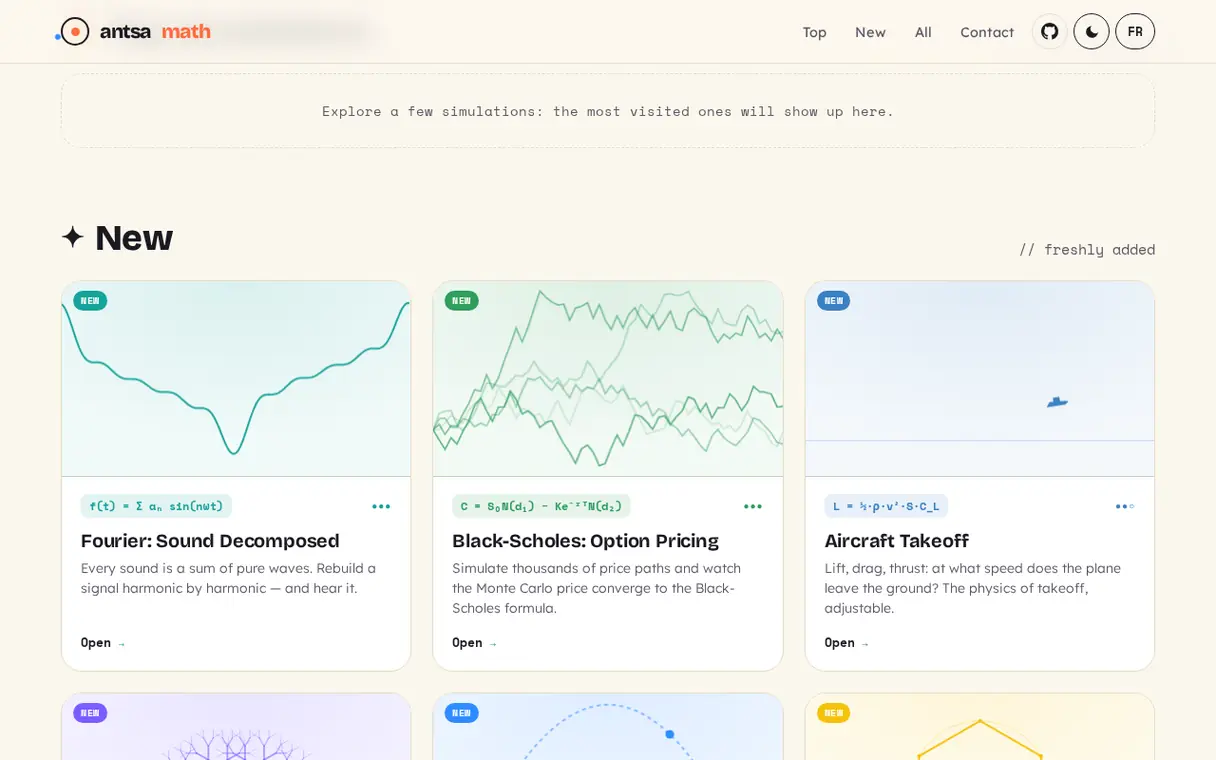 antsa math
Top New All Contact FR
Explore a few simulations: the most visited ones will show up here.
✦ New
// freshly added
NEW
NEW
NEW
f(t) = Σ aₙ sin(nωt)
Fourier: Sound Decomposed
Every sound is a sum of pure waves. Rebuild a
signal harmonic by harmonic — and hear it.
Open →
C = S₀N(d₁) − Ke⁻ʳᵀN(d₂)
Black-Scholes: Option Pricing
Simulate thousands of price paths and watch
the Monte Carlo price converge to the Black-
Scholes formula.
Open →
L = ½·ρ·v²·S·C_L
Aircraft Takeoff
Lift, drag, thrust: at what speed does the plane
leave the ground? The physics of takeoff,
adjustable.
Open →
NEW
NEW
NEW